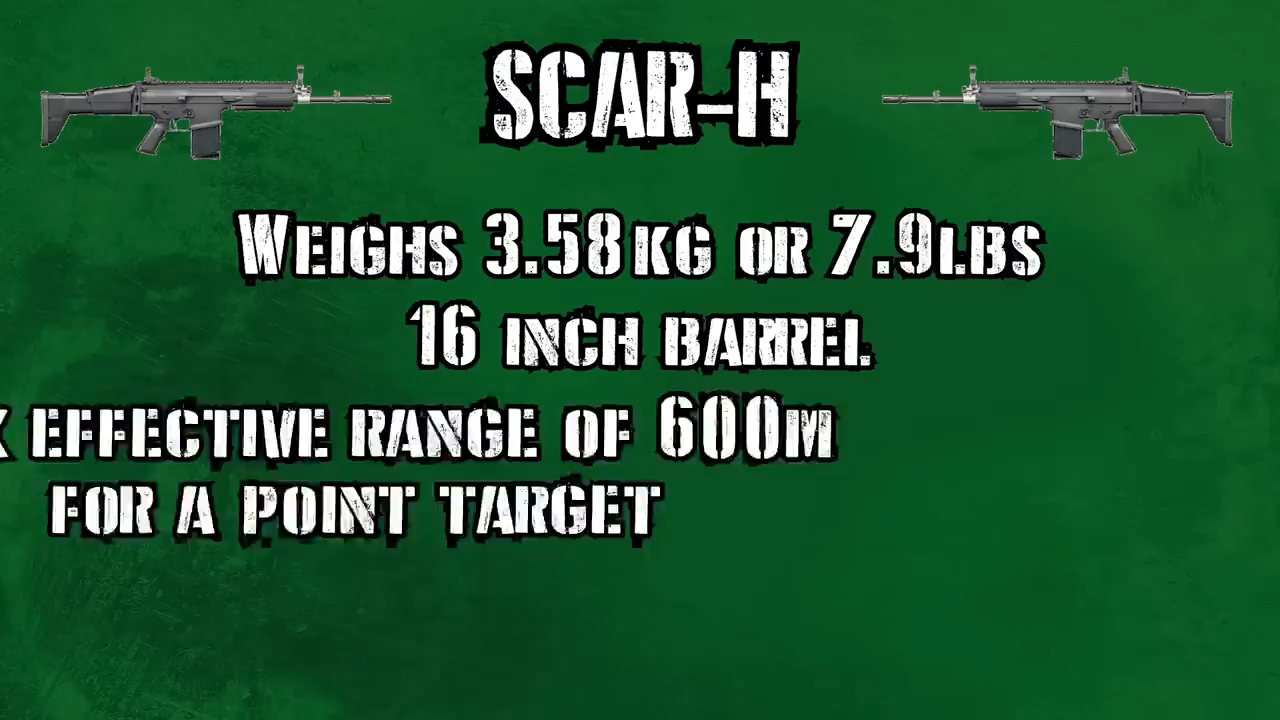 SCAR-H
Weighs 3.58kg or 7.9lbs
16 inch barrel
effective range of 600m
for a point target